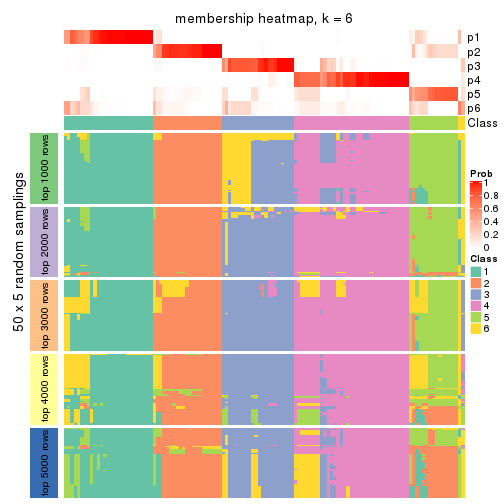 membership heatmap, k = 6
p1
p2
p3
p4
p5
p6
Class
50 x 5 random samplings
top 1000 rows
top 2000 rows
top 3000 rows
top 4000 rows
top 5000 rows
Prob
1
0.8
0.6
0.4
0.2
0
Class
1
2
3
4
5
6